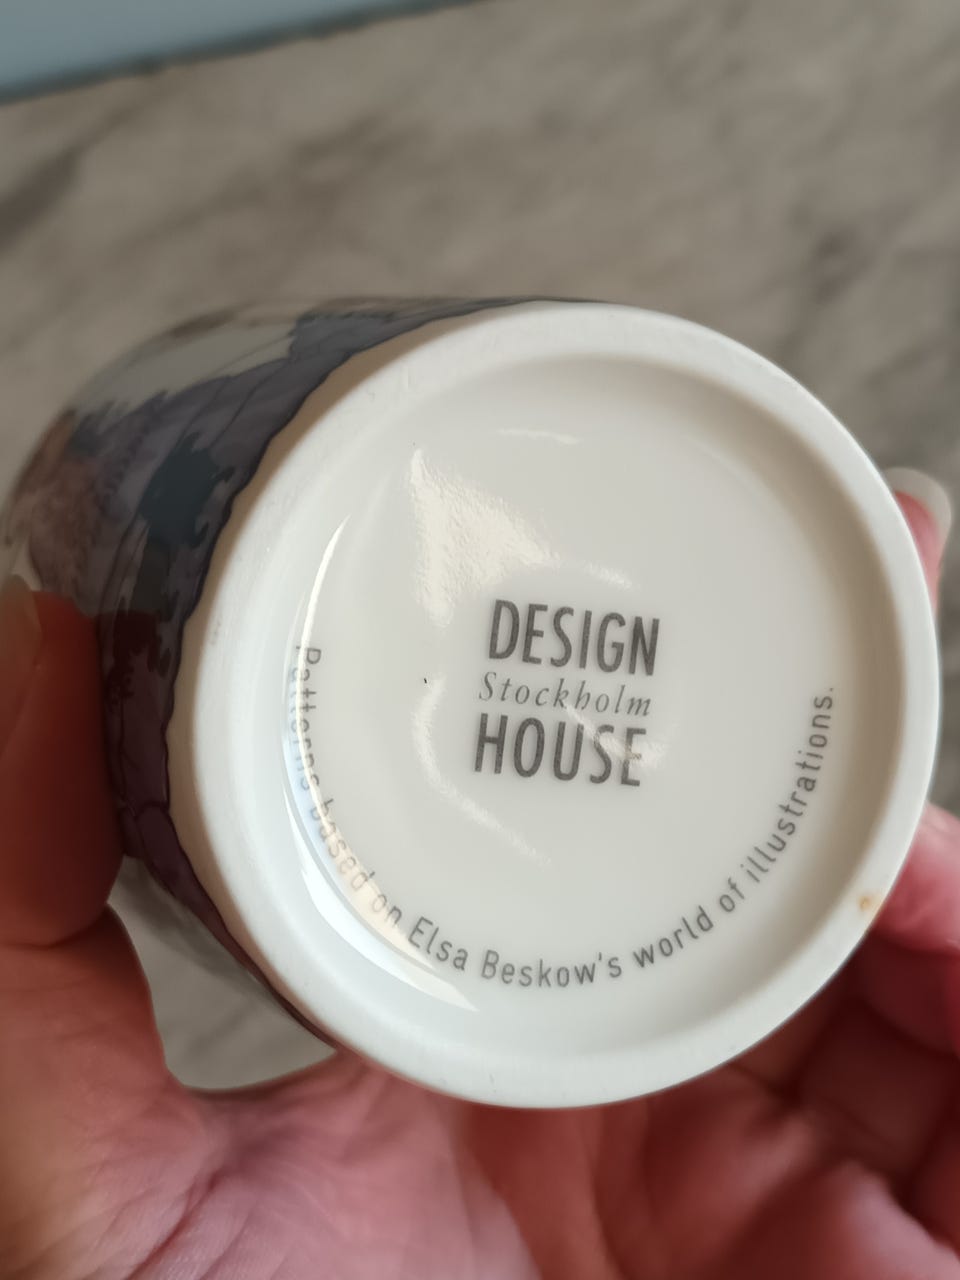 DESIGN
Stockholm
HOUSE
Patterns based on Elsa Beskow's world of illustrations.